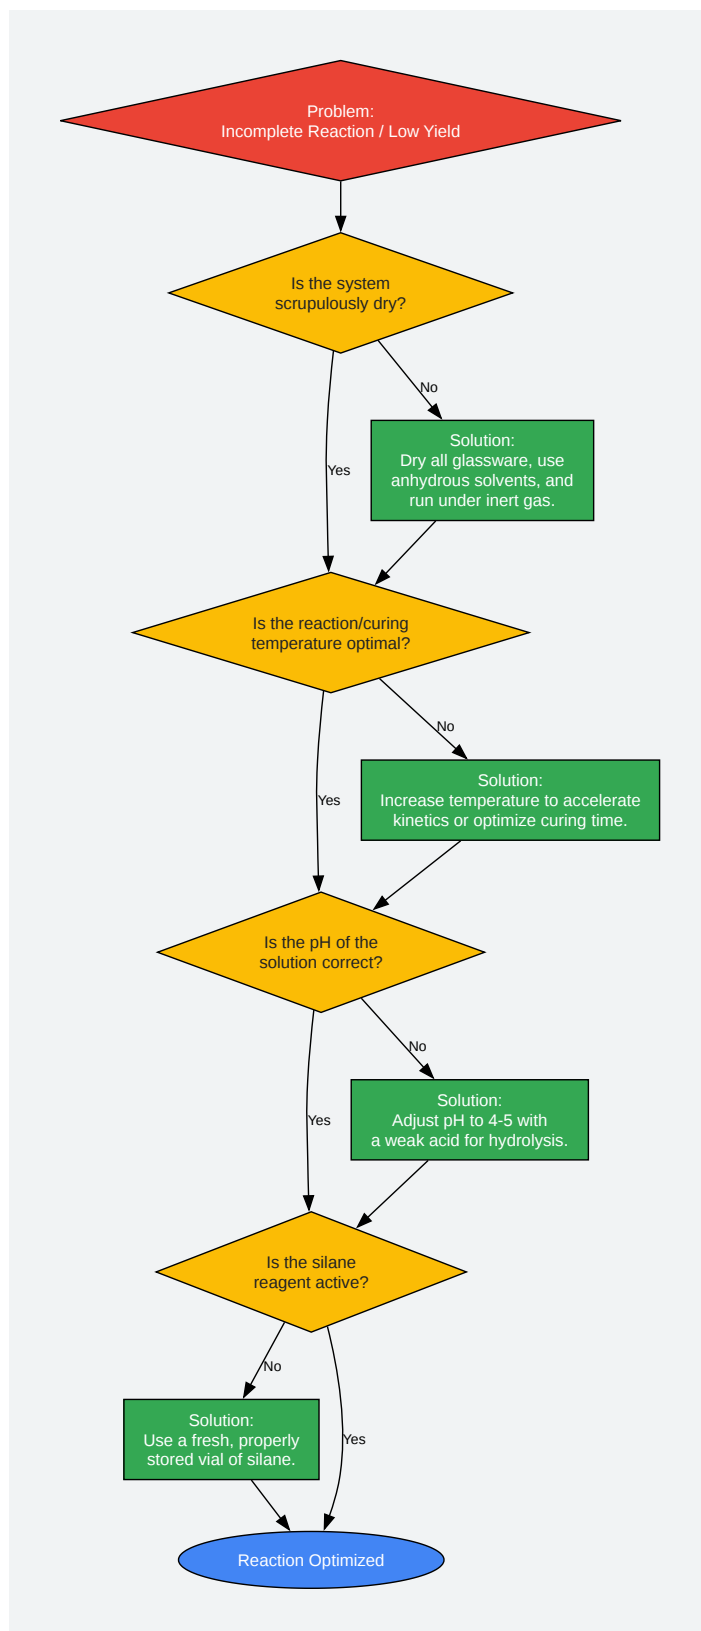 Problem:
Incomplete Reaction / Low Yield
Is the system
scrupulously dry?
No
Solution:
Dry all glassware, use
anhydrous solvents, and
run under inert gas.
Yes
Is the reaction/curing
temperature optimal?
No
Solution:
Increase temperature to accelerate
kinetics or optimize curing time.
Yes
Is the pH of the
solution correct?
No
Solution:
Adjust pH to 4-5 with
a weak acid for hydrolysis.
Yes
Is the silane
reagent active?
No
Solution:
Use a fresh, properly
stored vial of silane.
Yes
Reaction Optimized